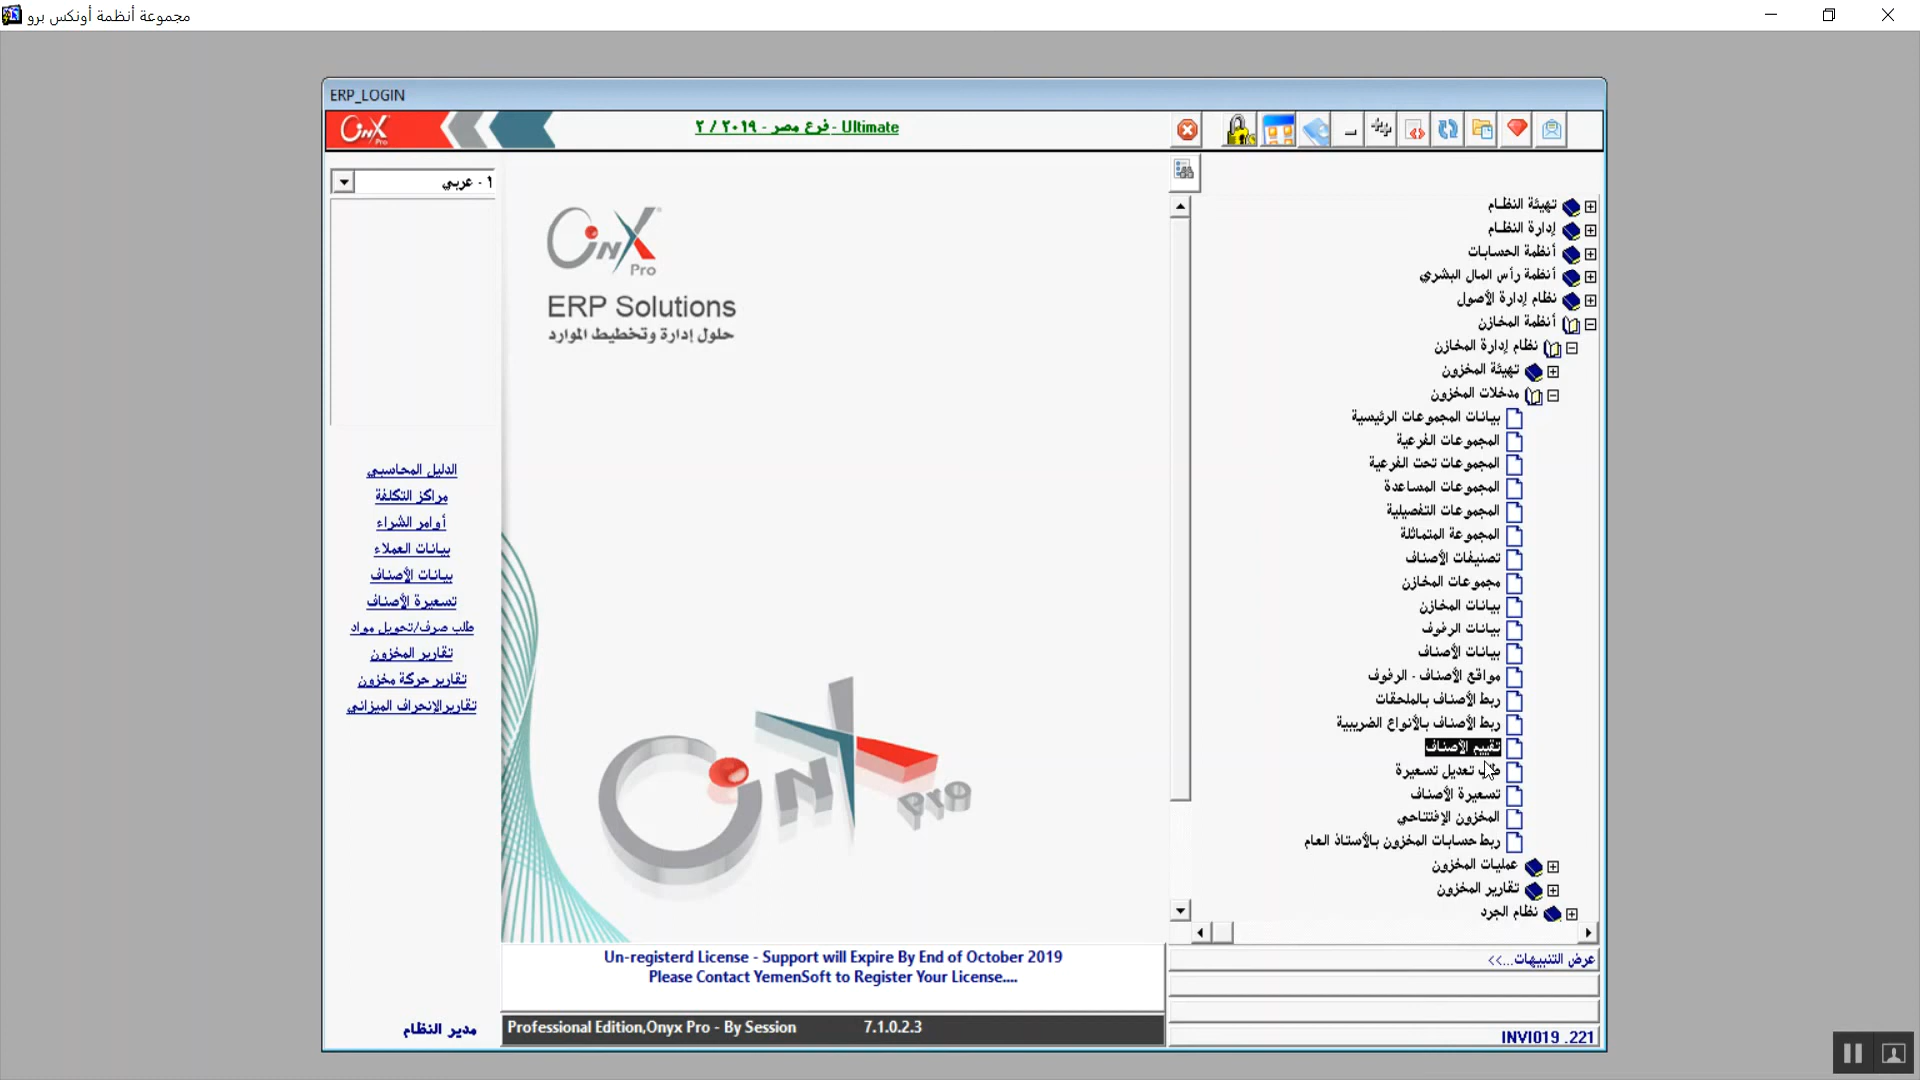 مجموعة أنظمة أونكس برو
ERP_LOGIN
Onyx Pro
Ultimate - فرع مصر - ٢٠١٩ / ٢
١ - عربي
Onyx Pro
ERP Solutions
حلول إدارة وتخطيط الموارد
الدليل المحاسبي
مراكز التكلفة
أوامر الشراء
بيانات العملاء
بيانات الأصناف
تسعيرة الأصناف
طلب صرف/تحويل مواد
تقارير المخزون
تقارير حركة مخزون
تقاريرالإنحراف الميزاني
مدير النظام
Onyx Pro
تهيئة النظام
إدارة النظام
أنظمة الحسابات
أنظمة رأس المال البشري
نظام إدارة الأصول
أنظمة المخازن
نظام إدارة المخازن
تهيئة المخزون
مدخلات المخزون
بيانات المجموعات الرئيسية
المجموعات الفرعية
المجموعات تحت الفرعية
المجموعات المساعدة
المجموعات التفصيلية
المجموعة المتماثلة
تصنيفات الأصناف
مجموعات المخازن
بيانات المخازن
بيانات الرفوف
بيانات الأصناف
مواقع الأصناف - الرفوف
ربط الأصناف بالملحقات
ربط الأصناف بالأنواع الضريبية
تقييم الأصناف
تعديل تسعيرة
تسعيرة الأصناف
المخزون الإفتتاحي
ربط حسابات المخزون بالأستاذ العام
عمليات المخزون
تقارير المخزون
نظام الجرد
عرض التنبيهات...>>
Un-registerd License - Support will Expire By End of October 2019
Please Contact YemenSoft to Register Your License....
Professional Edition,Onyx Pro - By Session 7.1.0.2.3
INVI019 .221